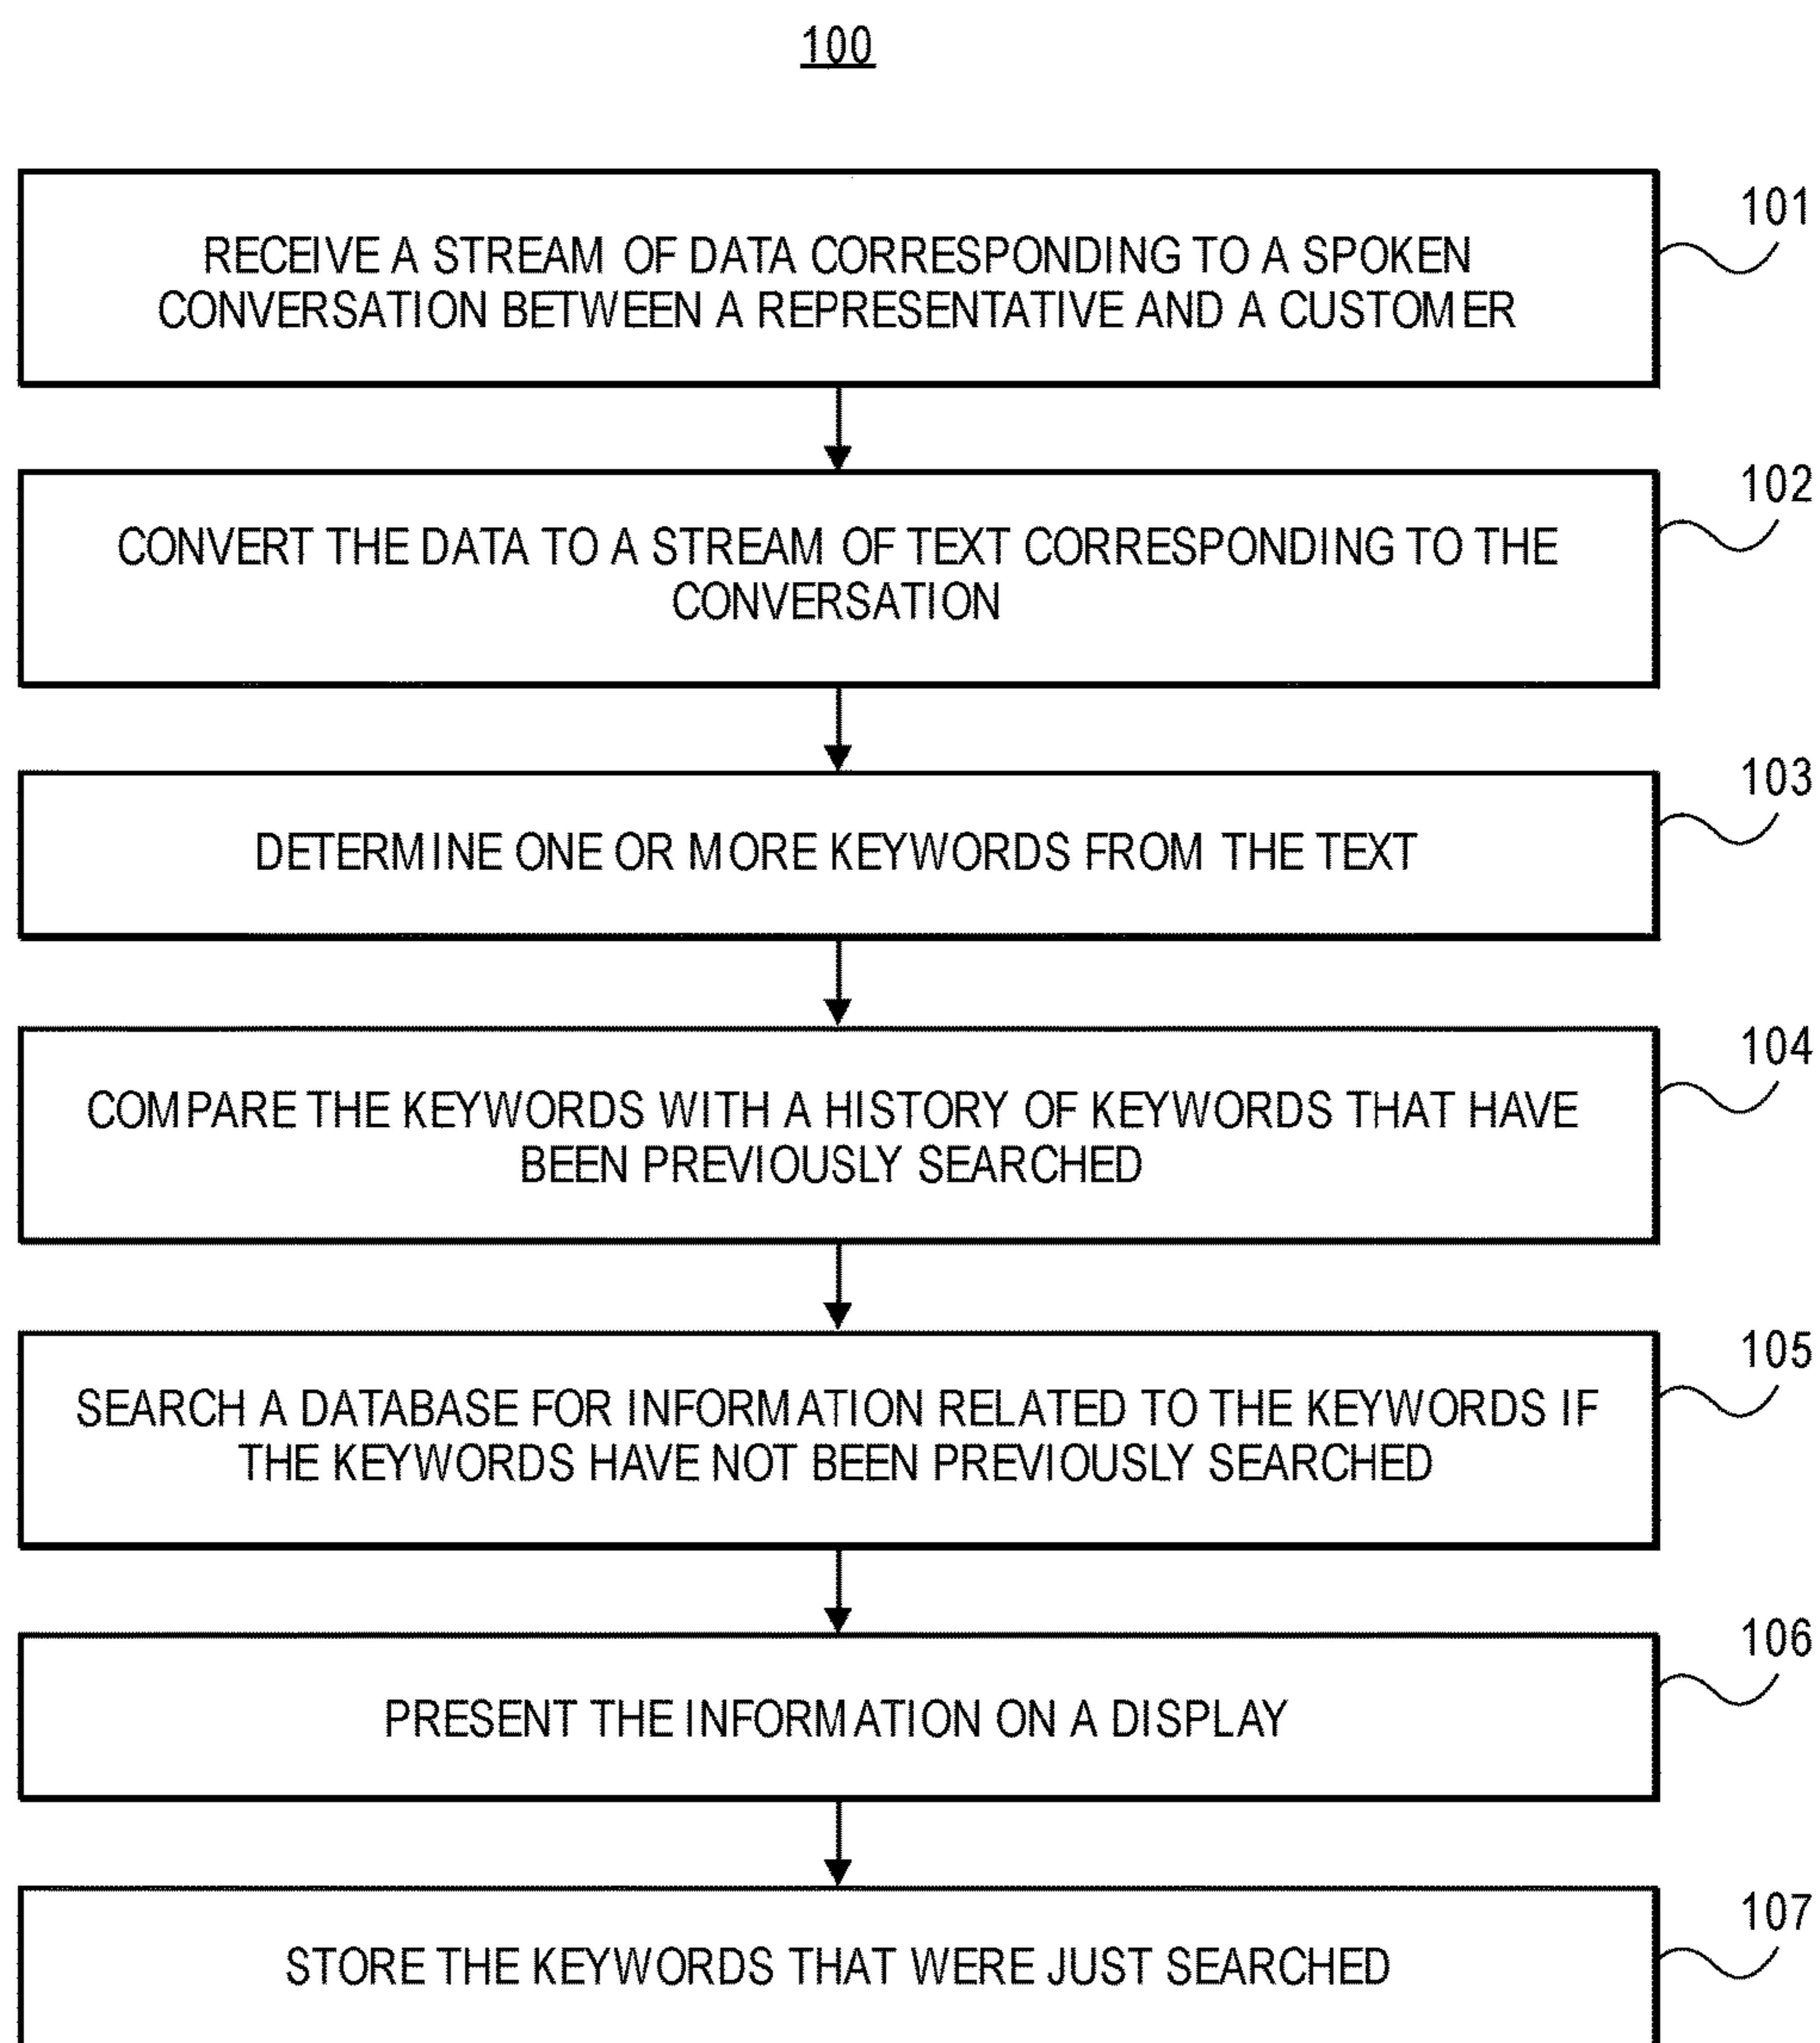 100
101
RECEIVE A STREAM OF DATA CORRESPONDING TO A SPOKEN
CONVERSATION BETWEEN A REPRESENTATIVE AND A CUSTOMER
102
CONVERT THE DATA TO A STREAM OF TEXT CORRESPONDING TO THE
CONVERSATION
103
DETERMINE ONE OR MORE KEYWORDS FROM THE TEXT
104
COMPARE THE KEYWORDS WITH A HISTORY OF KEYWORDS THAT HAVE
BEEN PREVIOUSLY SEARCHED
105
SEARCH A DATABASE FOR INFORMATION RELATED TO THE KEYWORDS IF
THE KEYWORDS HAVE NOT BEEN PREVIOUSLY SEARCHED
106
PRESENT THE INFORMATION ON A DISPLAY
107
STORE THE KEYWORDS THAT WERE JUST SEARCHED